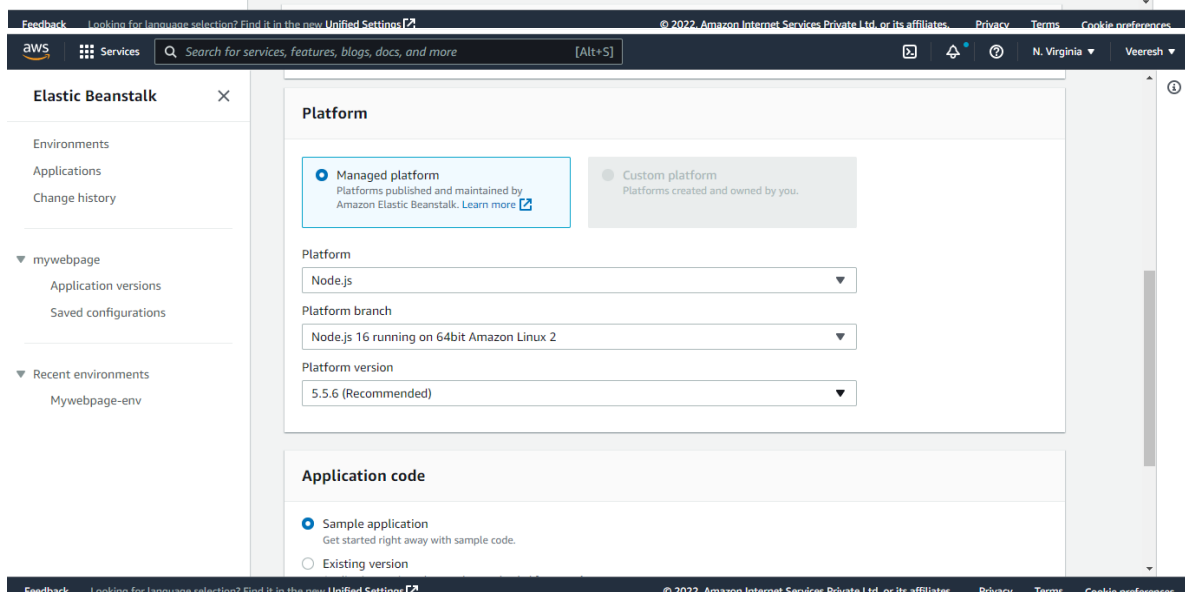 Feedback Looking for language selection? Find it in the new Unified Settings © 2022, Amazon Internet Services Private Ltd. or its affiliates. Privacy Terms Cookie preferences
aws Services Search for services, features, blogs, docs, and more [Alt+S] N. Virginia Veeresh
Elastic Beanstalk
Environments
Applications
Change history
mywebpage
Application versions
Saved configurations
Recent environments
Mywebpage-env
Platform
Managed platform
Platforms published and maintained by
Amazon Elastic Beanstalk. Learn more
Custom platform
Platforms created and owned by you.
Platform
Node.js
Platform branch
Node.js 16 running on 64bit Amazon Linux 2
Platform version
5.5.6 (Recommended)
Application code
Sample application
Get started right away with sample code.
Existing version
Feedback Looking for language selection? Find it in the new Unified Settings © 2022, Amazon Internet Services Private Ltd. or its affiliates. Privacy Terms Cookie preferences